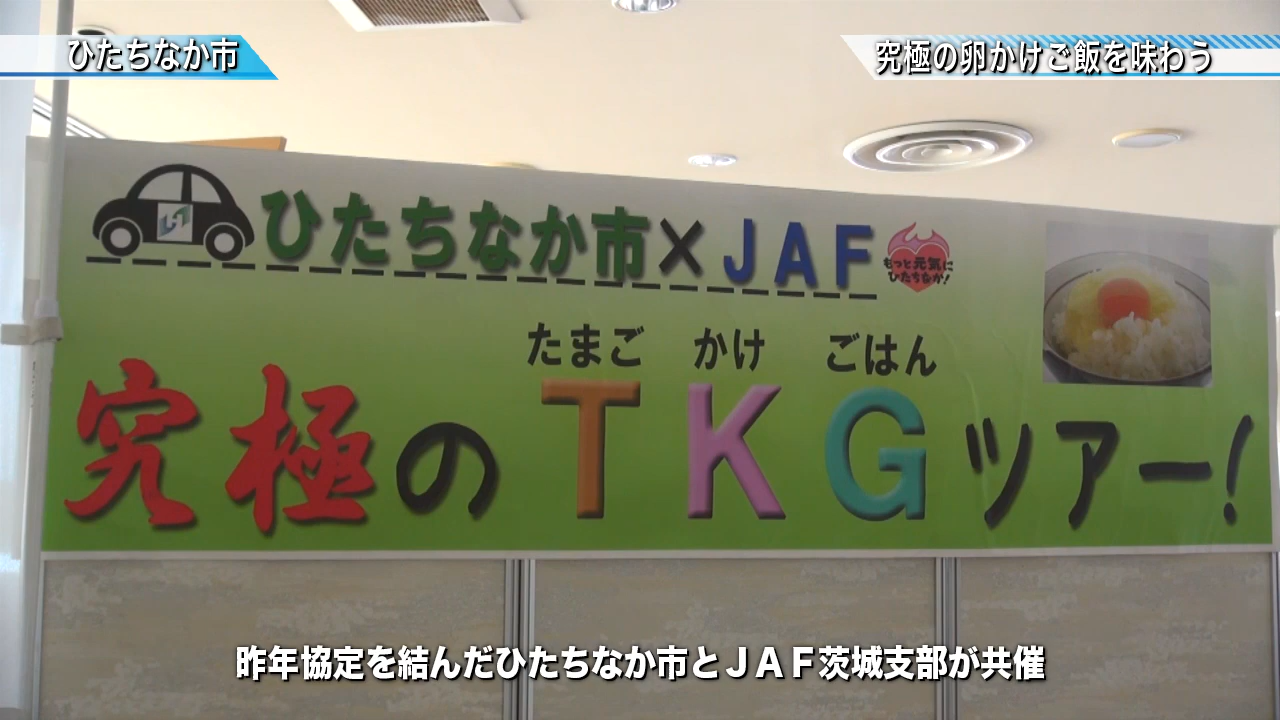 ひたちなか市
究極の卵かけご飯を味わう
ひたちなか市×JAF
もっと元気に
ひたちなか!
たまご かけ ごはん
究極のTKGツアー!
昨年協定を結んだひたちなか市とJAF茨城支部が共催